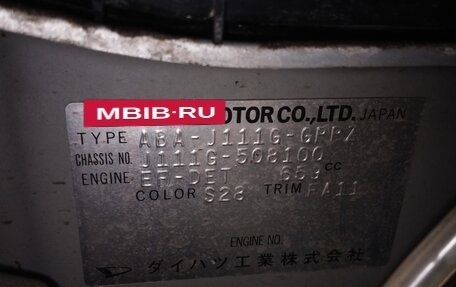 MBIB-RU
MOTOR CO., LTD. JAPAN
TYPE ABA-J111G-GPPZ
CHASSIS NO. J111G-508100
ENGINE EF-DET 659 CC
COLOR S28 TRIM FA11
ENGINE NO.
ダイハツ工業株式会社